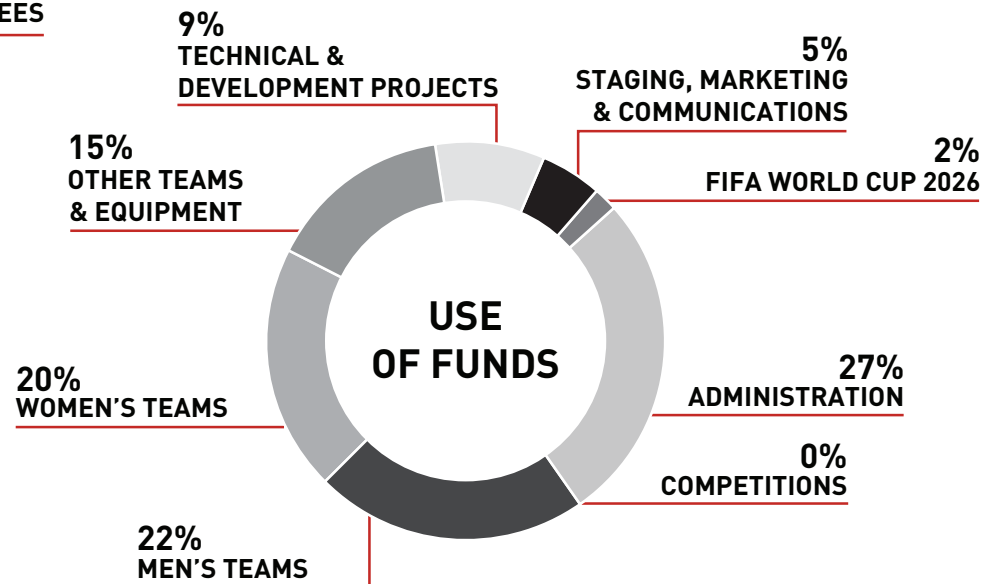 EES
9%
TECHNICAL &
DEVELOPMENT PROJECTS
5%
STAGING, MARKETING
& COMMUNICATIONS
15%
OTHER TEAMS
& EQUIPMENT
2%
FIFA WORLD CUP 2026
USE
OF FUNDS
20%
WOMEN'S TEAMS
27%
ADMINISTRATION
0%
COMPETITIONS
22%
MEN'S TEAMS